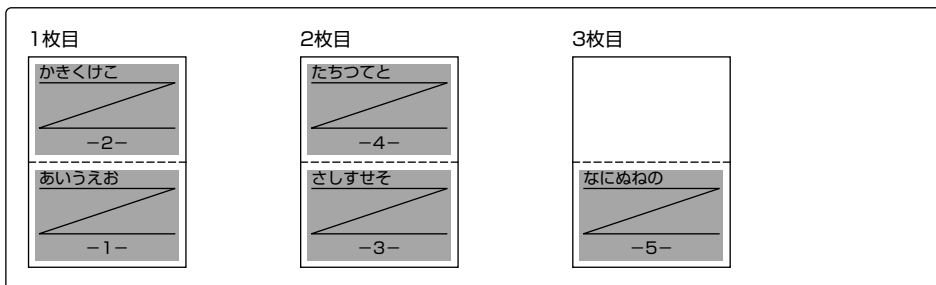 1枚目
かきくけこ
−2−
あいうえお
−1−
2枚目
たちつてと
−4−
さしすせそ
−3−
3枚目
なにぬねの
−5−